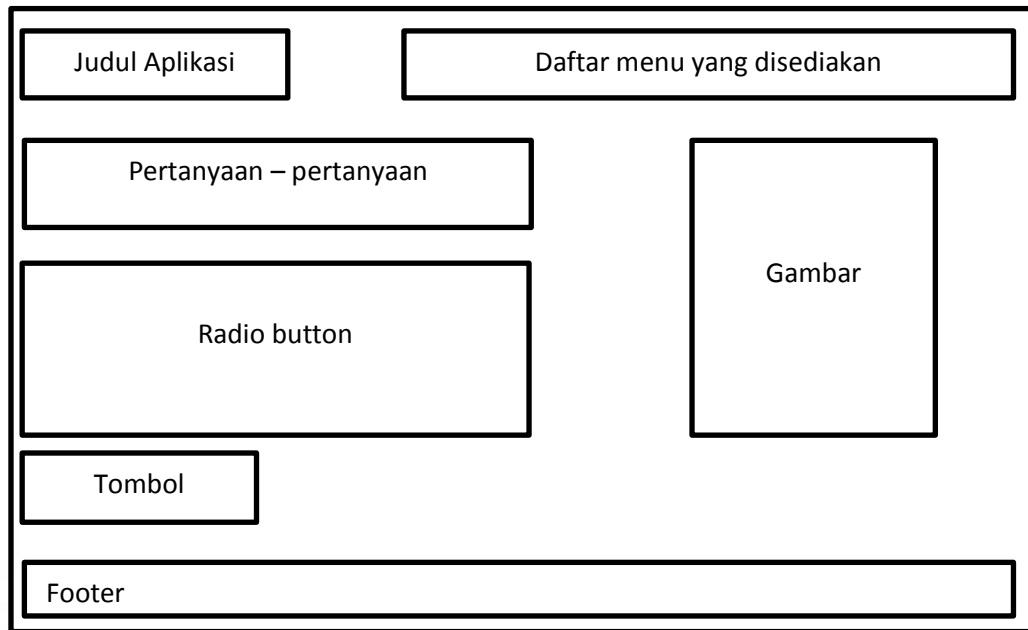 Judul Aplikasi
Daftar menu yang disediakan
Pertanyaan – pertanyaan
Gambar
Radio button
Tombol
Footer